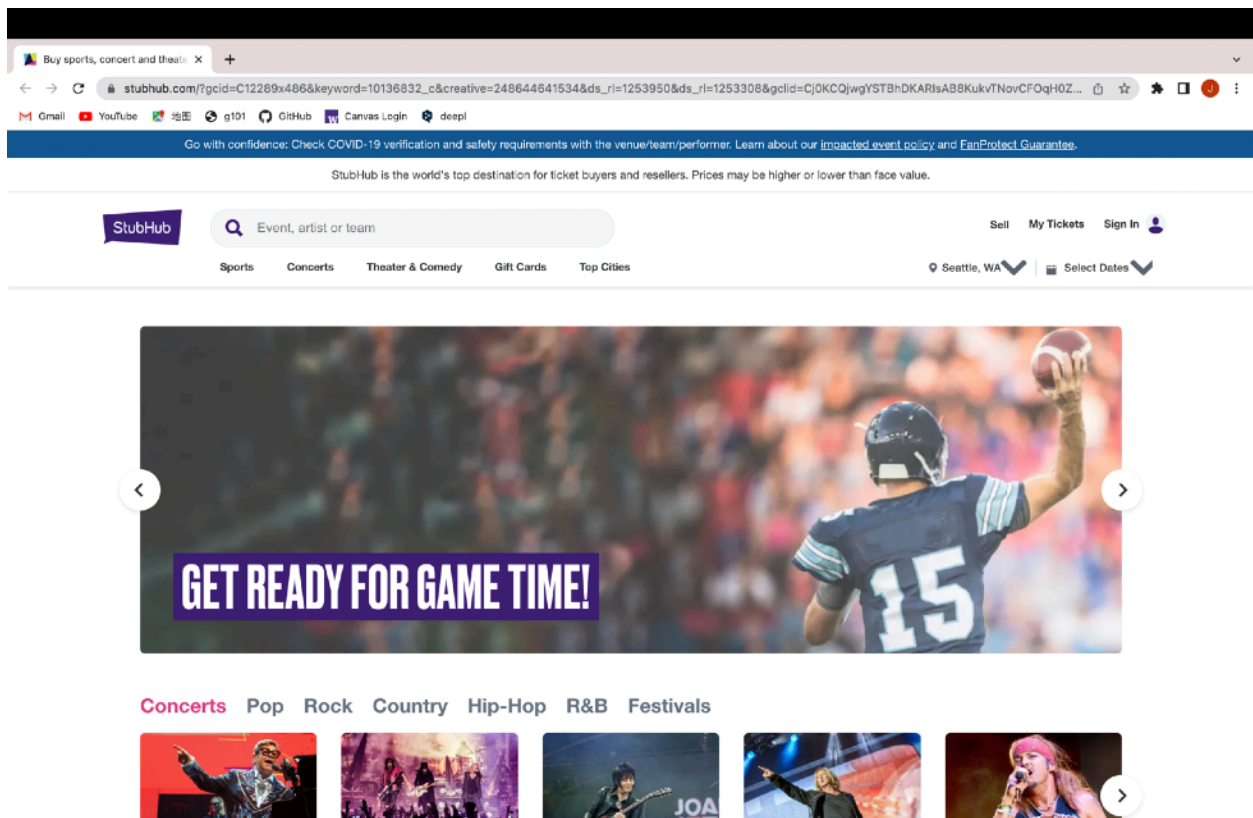 Buy sports, concert and theate
stubhub.com/?gcid=C12289x486&keyword=10136832_c&creative=248644641534&ds_rl=1253950&ds_rl=1253308&gclid=Cj0KCQjwgYSTBhDKARIsAB8KukvTNovCFOqH0Z...
J
Gmail YouTube 地图 g101 GitHub Canvas Login deepl
Go with confidence: Check COVID-19 verification and safety requirements with the venue/team/performer. Learn about our impacted event policy and FanProtect Guarantee.
StubHub is the world's top destination for ticket buyers and resellers. Prices may be higher or lower than face value.
StubHub Event, artist or team Sell My Tickets Sign In
Sports Concerts Theater & Comedy Gift Cards Top Cities Seattle, WA Select Dates
15
GET READY FOR GAME TIME!
Concerts Pop Rock Country Hip-Hop R&B Festivals
JOA